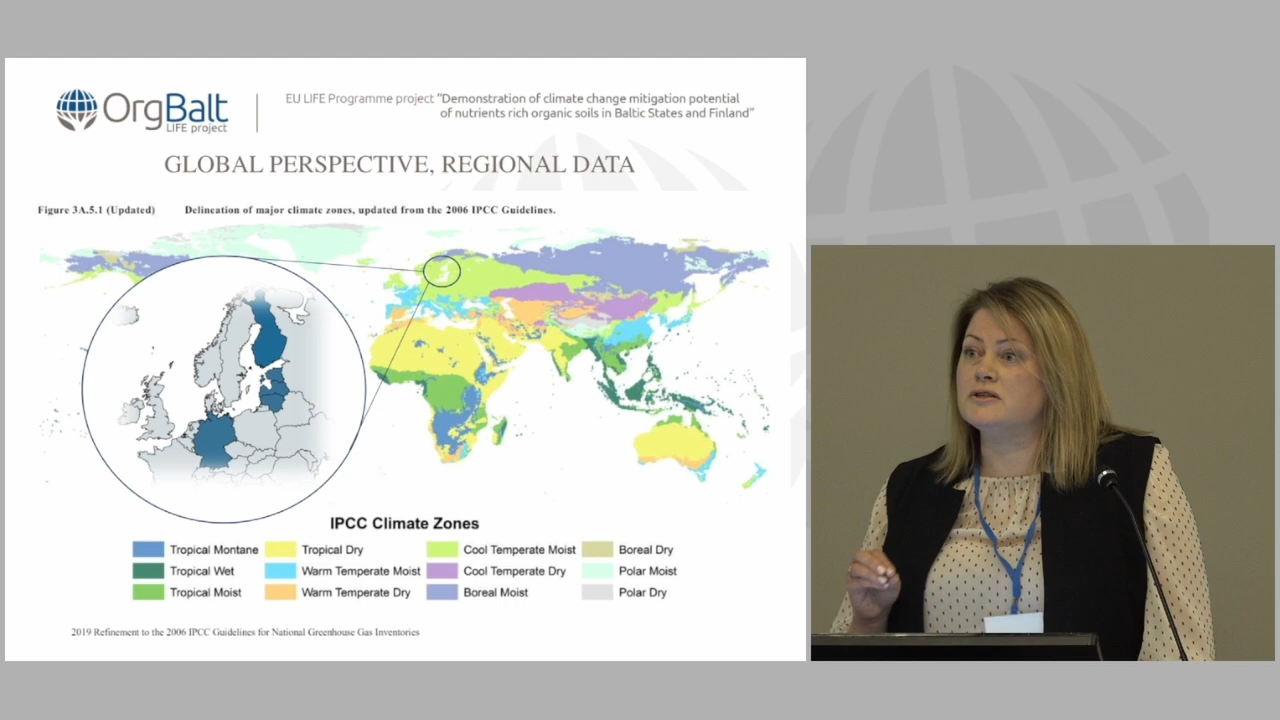 OrgBalt
LIFE project
EU LIFE Programme project "Demonstration of climate change mitigation potential
of nutrients rich organic soils in Baltic States and Finland"
GLOBAL PERSPECTIVE, REGIONAL DATA
Figure 3A.5.1 (Updated) Delineation of major climate zones, updated from the 2006 IPCC Guidelines.
IPCC Climate Zones
Tropical Montane Tropical Dry Cool Temperate Moist Boreal Dry
Tropical Wet Warm Temperate Moist Cool Temperate Dry Polar Moist
Tropical Moist Warm Temperate Dry Boreal Moist Polar Dry
2019 Refinement to the 2006 IPCC Guidelines for National Greenhouse Gas Inventories